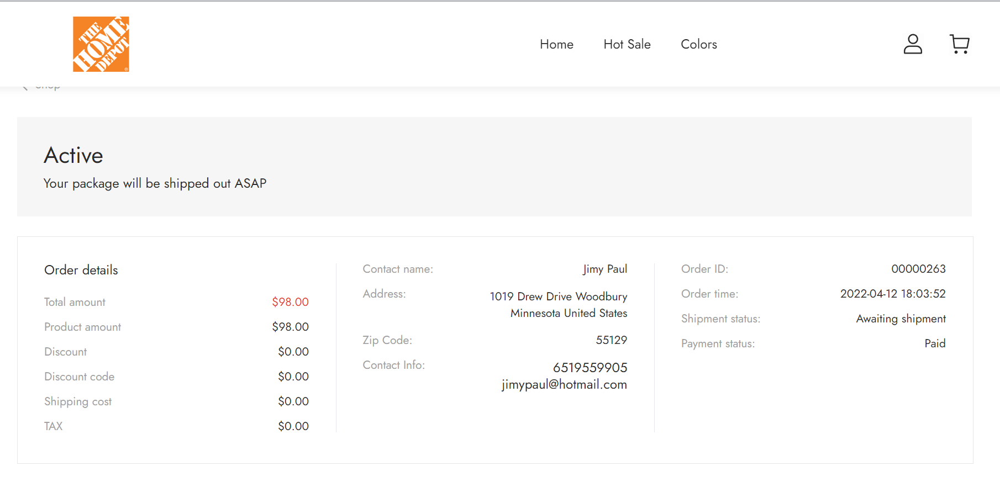 THE
HOME
DEPOT
Home
Hot Sale
Colors
Shop
Active
Your package will be shipped out ASAP
Order details
Total amount $98.00
Product amount $98.00
Discount $0.00
Discount code $0.00
Shipping cost $0.00
TAX $0.00
Contact name: Jimy Paul
Address: 1019 Drew Drive Woodbury
Minnesota United States
Zip Code: 55129
Contact Info: 6519559905
jimypaul@hotmail.com
Order ID: 00000263
Order time: 2022-04-12 18:03:52
Shipment status: Awaiting shipment
Payment status: Paid